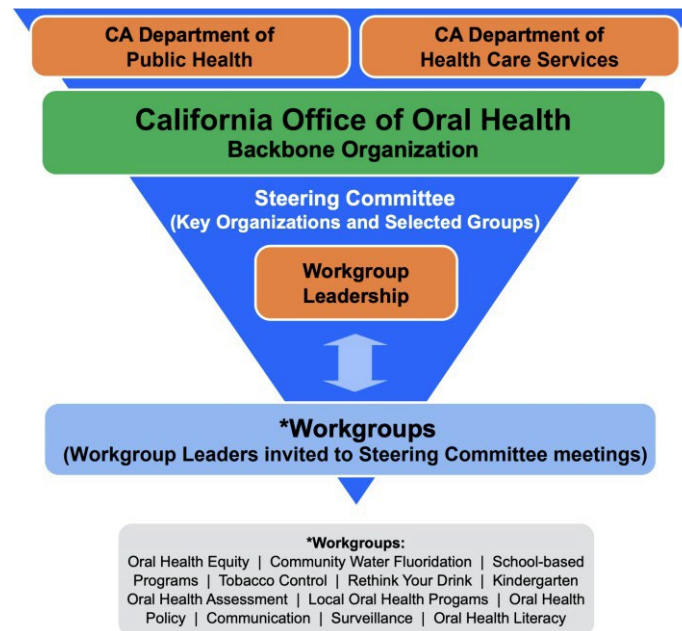 CA Department of
Public Health
CA Department of
Health Care Services
California Office of Oral Health
Backbone Organization
Steering Committee
(Key Organizations and Selected Groups)
Workgroup
Leadership
*Workgroups
(Workgroup Leaders invited to Steering Committee meetings)
*Workgroups:
Oral Health Equity | Community Water Fluoridation | School-based
Programs | Tobacco Control | Rethink Your Drink | Kindergarten
Oral Health Assessment | Local Oral Health Progams | Oral Health
Policy | Communication | Surveillance | Oral Health Literacy